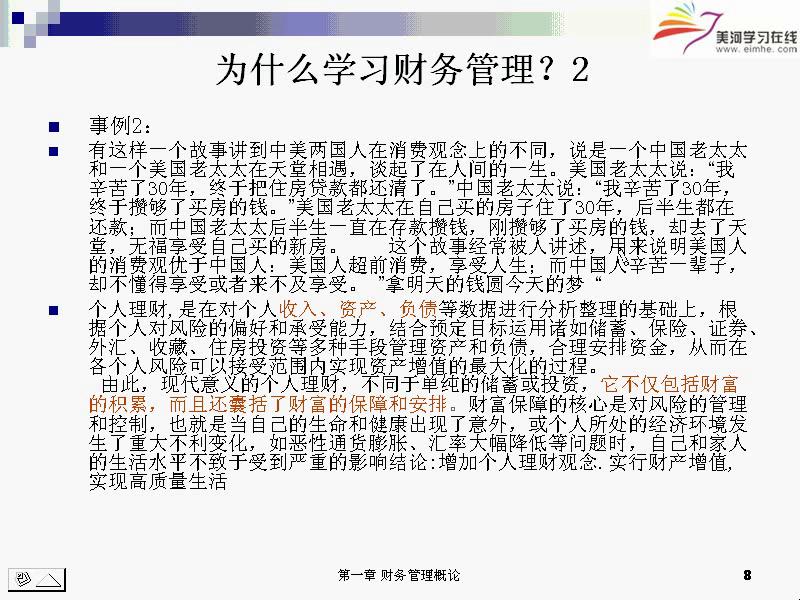 美河学习在线
www.eimhe.com
为什么学习财务管理？2
事例2：
有这样一个故事讲到中美两国人在消费观念上的不同，说是一个中国老太太
和一个美国老太太在天堂相遇，谈起了在人间的一生。美国老太太说：“我
辛苦了30年，终于把住房贷款都还清了。”中国老太太说：“我辛苦了30年，
终于攒够了买房的钱。”美国老太太在自己买的房子住了30年，后半生都在
还款；而中国老太太后半生一直在存款攒钱，刚攒够了买房的钱，却去了天
堂，无福享受自己买的新房。 这个故事经常被人讲述，用来说明美国人
的消费观优于中国人：美国人超前消费，享受人生；而中国人辛苦一辈子，
却不懂得享受或者来不及享受。 ”拿明天的钱圆今天的梦“
个人理财,是在对个人收入、资产、负债等数据进行分析整理的基础上，根
据个人对风险的偏好和承受能力，结合预定目标运用诸如储蓄、保险、证券、
外汇、收藏、住房投资等多种手段管理资产和负债，合理安排资金，从而在
各个人风险可以接受范围内实现资产增值的最大化的过程。
由此，现代意义的个人理财，不同于单纯的储蓄或投资，它不仅包括财富
的积累，而且还囊括了财富的保障和安排。财富保障的核心是对风险的管理
和控制，也就是当自己的生命和健康出现了意外，或个人所处的经济环境发
生了重大不利变化，如恶性通货膨胀、汇率大幅降低等问题时，自己和家人
的生活水平不致于受到严重的影响结论:增加个人理财观念.实行财产增值,
实现高质量生活
第一章 财务管理概论
8